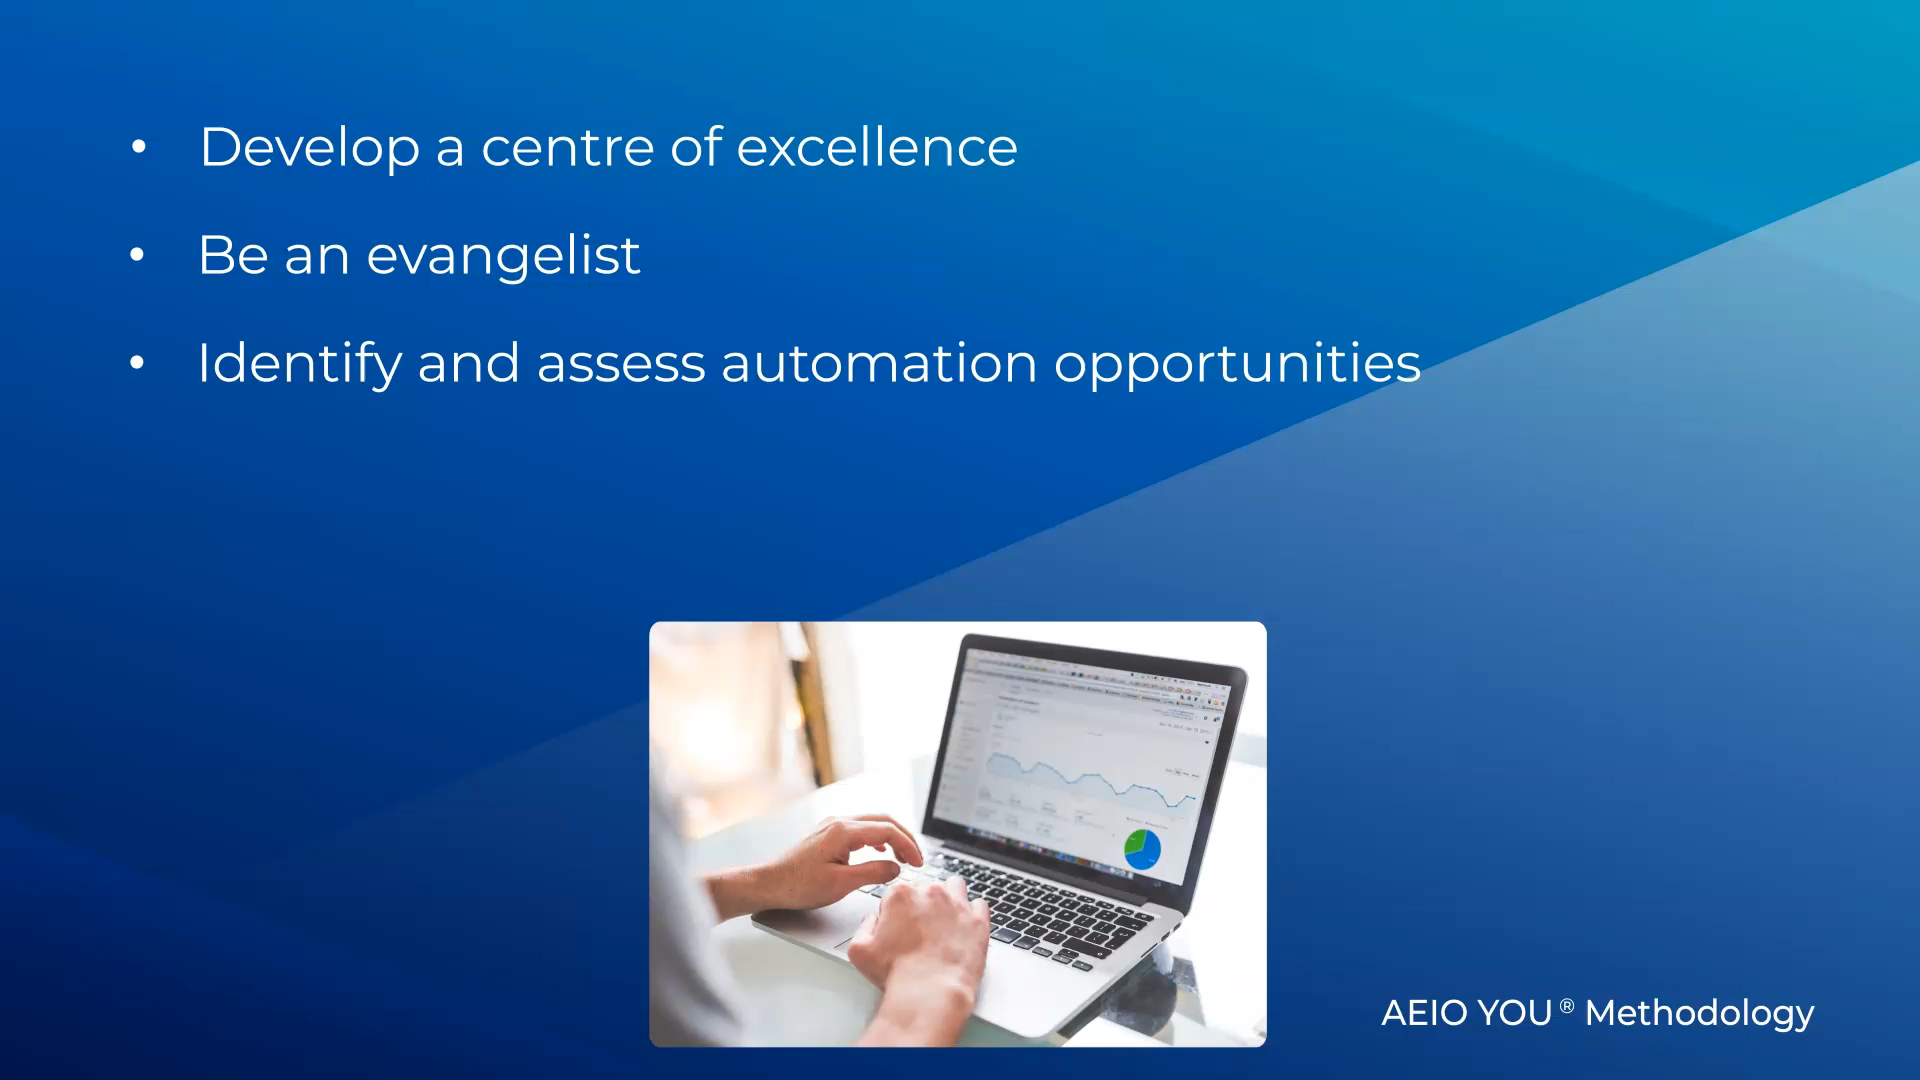 • Develop a centre of excellence
• Be an evangelist
• Identify and assess automation opportunities
AEIO YOU® Methodology